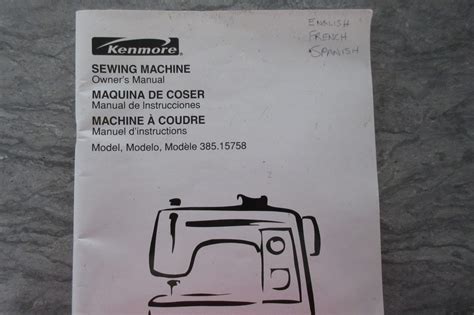 ENGLISH
FRENCH
SPANISH
Kenmore
SEWING MACHINE
Owner's Manual
MAQUINA DE COSER
Manual de Instrucciones
MACHINE À COUDRE
Manuel d'instructions
Model, Modelo, Modèle 385.15758